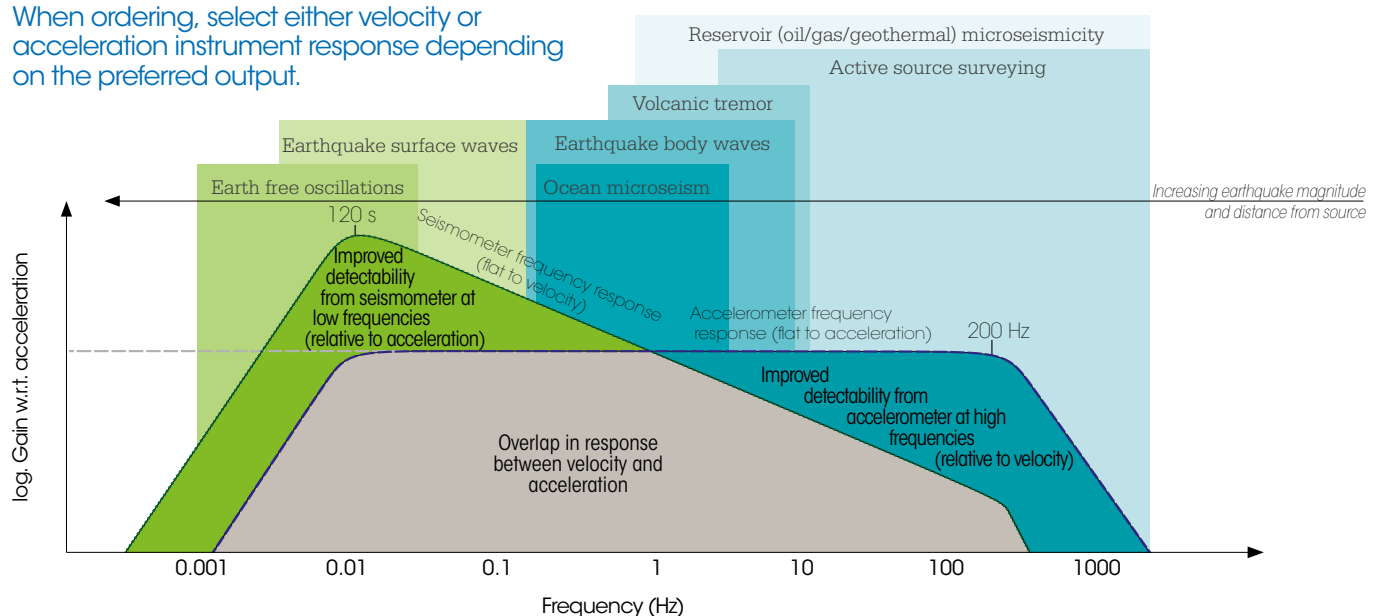 When ordering, select either velocity or
acceleration instrument response depending
on the preferred output.
Reservoir (oil/gas/geothermal) microseismicity
Active source surveying
Volcanic tremor
Earthquake surface waves
Earthquake body waves
Earth free oscillations
Ocean microseism
Increasing earthquake magnitude
and distance from source
120 s
Seismometer frequency response
(flat to velocity)
Improved
detectability
from seismometer at
low frequencies
(relative to acceleration)
Accelerometer frequency
response (flat to acceleration)
200 Hz
Improved
detectability from
accelerometer at high
frequencies
(relative to velocity)
Overlap in response
between velocity and
acceleration
log. Gain w.r.t. acceleration
0.001 0.01 0.1 1 10 100 1000
Frequency (Hz)